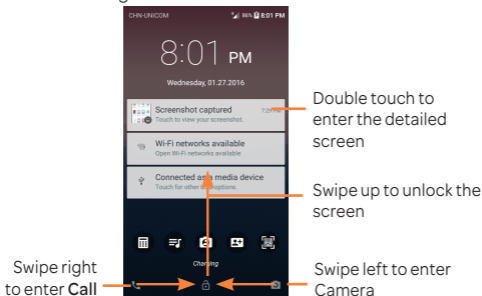 CHN-UNICOM 96% 8:01 PM
8:01 PM
Wednesday, 01.27.2016
Screenshot captured
Touch to view your screenshot.
Wi-Fi networks available
Open Wi-Fi networks available
Connected as a media device
Touch for other options.
Charging
Double touch to
enter the detailed
screen
Swipe up to unlock the
screen
Swipe right
to enter Call
Swipe left to enter
Camera